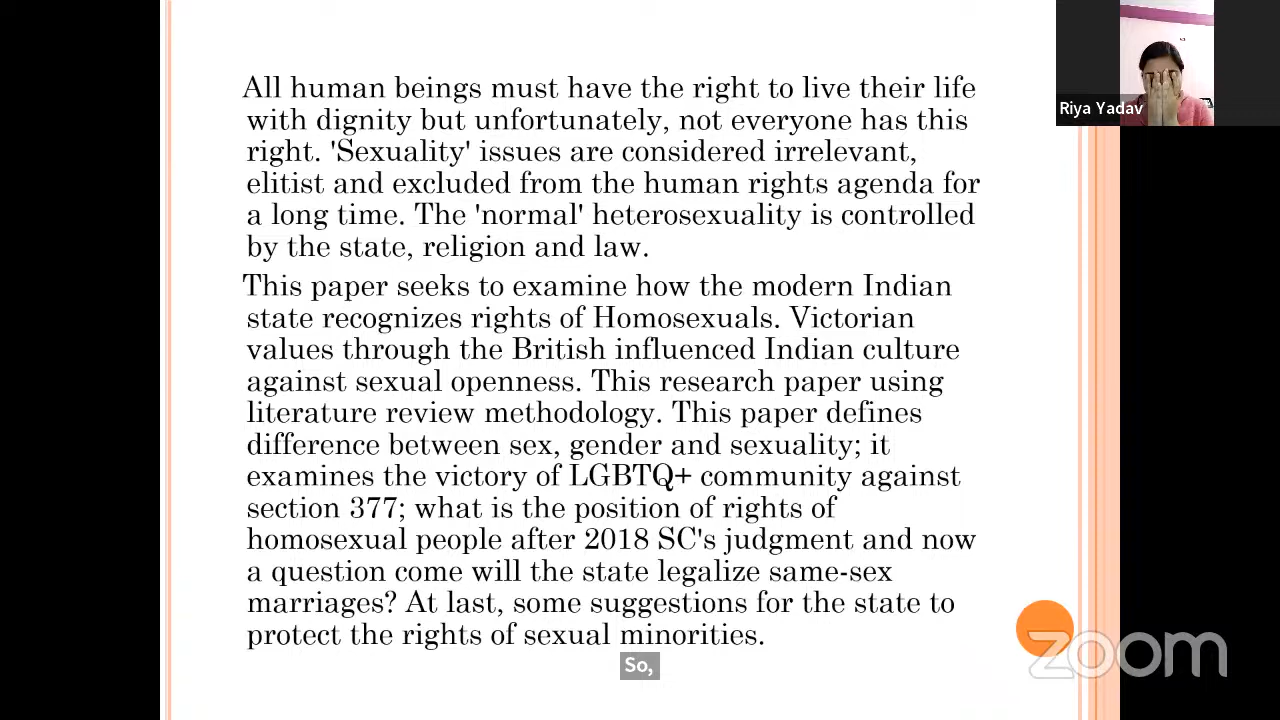 All human beings must have the right to live their life
with dignity but unfortunately, not everyone has this
right. 'Sexuality' issues are considered irrelevant,
elitist and excluded from the human rights agenda for
a long time. The 'normal' heterosexuality is controlled
by the state, religion and law.
This paper seeks to examine how the modern Indian
state recognizes rights of Homosexuals. Victorian
values through the British influenced Indian culture
against sexual openness. This research paper using
literature review methodology. This paper defines
difference between sex, gender and sexuality; it
examines the victory of LGBTQ+ community against
section 377; what is the position of rights of
homosexual people after 2018 SC's judgment and now
a question come will the state legalize same-sex
marriages? At last, some suggestions for the state to
protect the rights of sexual minorities.
So,
Riya Yadav
zoom